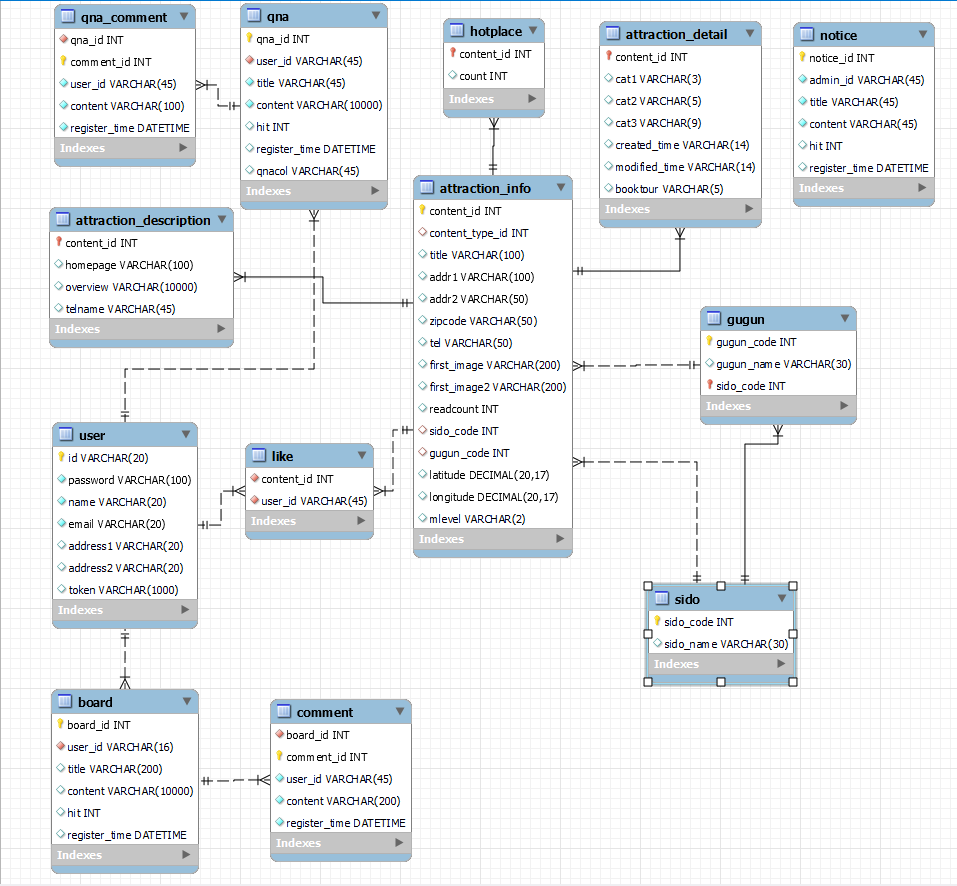 qna_comment
qna_id INT
comment_id INT
user_id VARCHAR(45)
content VARCHAR(100)
register_time DATETIME
Indexes
qna
qna_id INT
user_id VARCHAR(45)
title VARCHAR(45)
content VARCHAR(10000)
hit INT
register_time DATETIME
qnacol VARCHAR(45)
Indexes
hotplace
content_id INT
count INT
Indexes
attraction_detail
content_id INT
cat1 VARCHAR(3)
cat2 VARCHAR(5)
cat3 VARCHAR(9)
created_time VARCHAR(14)
modified_time VARCHAR(14)
booktour VARCHAR(5)
Indexes
notice
notice_id INT
admin_id VARCHAR(45)
title VARCHAR(45)
content VARCHAR(45)
hit INT
register_time DATETIME
Indexes
attraction_description
content_id INT
homepage VARCHAR(100)
overview VARCHAR(10000)
telname VARCHAR(45)
Indexes
attraction_info
content_id INT
content_type_id INT
title VARCHAR(100)
addr1 VARCHAR(100)
addr2 VARCHAR(50)
zipcode VARCHAR(50)
tel VARCHAR(50)
first_image VARCHAR(200)
first_image2 VARCHAR(200)
readcount INT
sido_code INT
gugun_code INT
latitude DECIMAL(20,17)
longitude DECIMAL(20,17)
mlevel VARCHAR(2)
Indexes
gugun
gugun_code INT
gugun_name VARCHAR(30)
sido_code INT
Indexes
user
id VARCHAR(20)
password VARCHAR(100)
name VARCHAR(20)
email VARCHAR(20)
address1 VARCHAR(20)
address2 VARCHAR(20)
token VARCHAR(1000)
Indexes
like
content_id INT
user_id VARCHAR(45)
Indexes
sido
sido_code INT
sido_name VARCHAR(30)
Indexes
board
board_id INT
user_id VARCHAR(16)
title VARCHAR(200)
content VARCHAR(10000)
hit INT
register_time DATETIME
Indexes
comment
board_id INT
comment_id INT
user_id VARCHAR(45)
content VARCHAR(200)
register_time DATETIME
Indexes